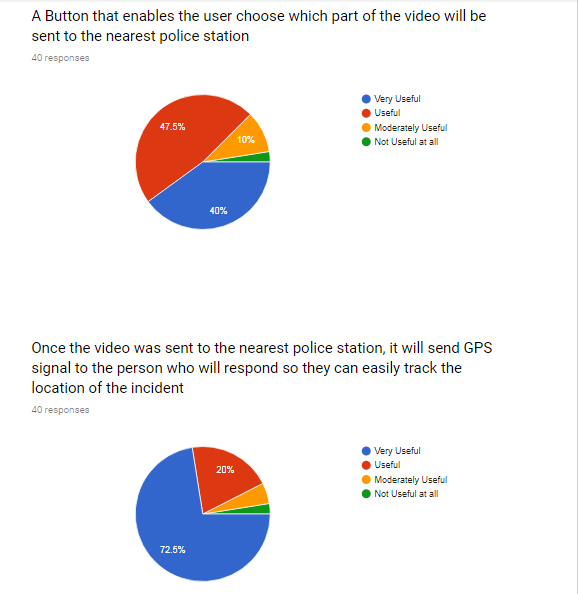 A Button that enables the user choose which part of the video will be
sent to the nearest police station
40 responses
Very Useful
Useful
Moderately Useful
Not Useful at all
47.5%
10%
40%
Once the video was sent to the nearest police station, it will send GPS
signal to the person who will respond so they can easily track the
location of the incident
40 responses
Very Useful
Useful
Moderately Useful
Not Useful at all
20%
72.5%